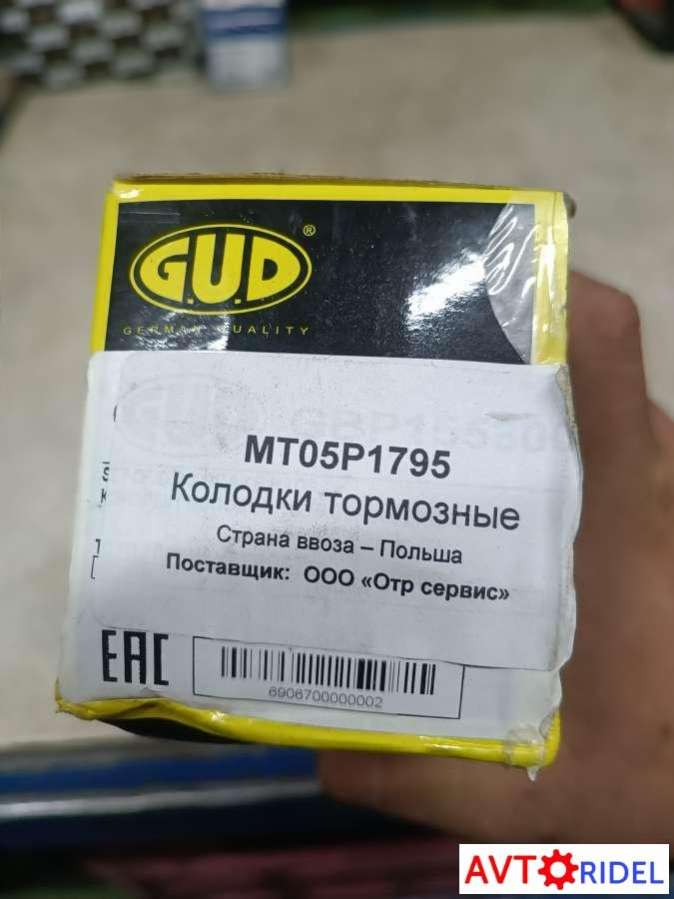 G.U.D ®
GERMAN QUALITY
MT05P1795
Колодки тормозные
Страна ввоза – Польша
Поставщик: ООО «Отр сервис»
EAC
6906700000002
AVTORIDEL